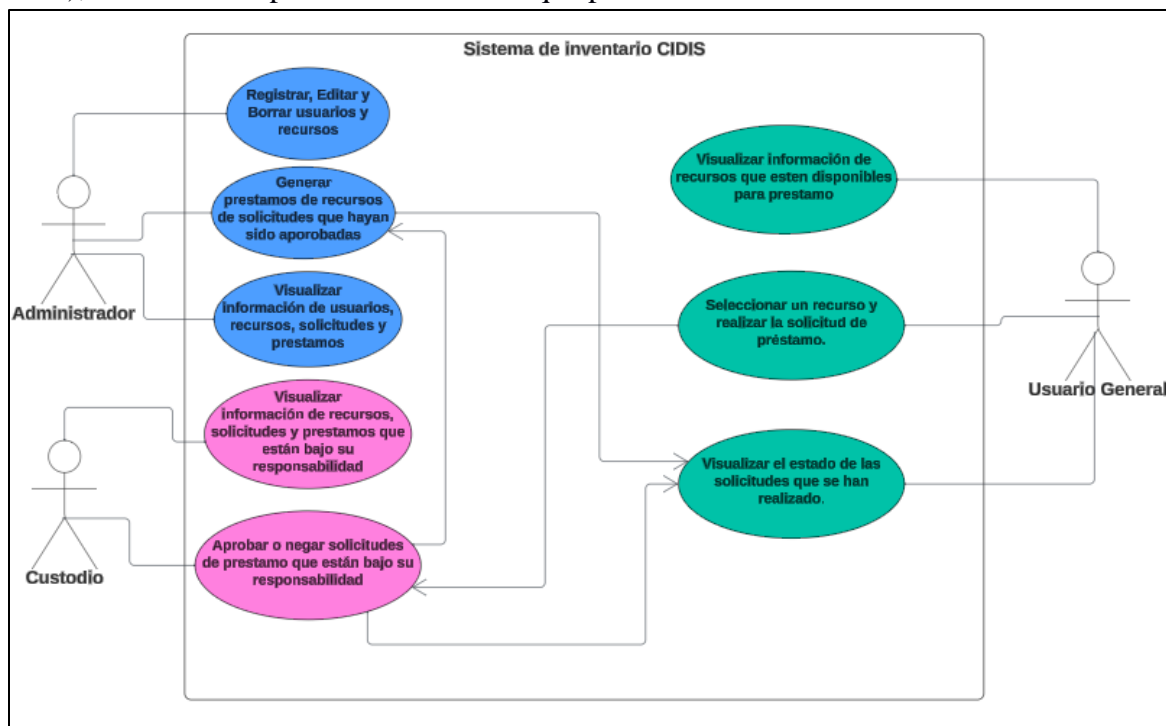 Sistema de inventario CIDIS
Registrar, Editar y
Borrar usuarios y
recursos
Generar
prestamos de recursos
de solicitudes que hayan
sido aporobadas
Visualizar
información de usuarios,
recursos, solicitudes y
prestamos
Administrador
Visualizar
información de recursos,
solicitudes y prestamos que
están bajo su
responsabilidad
Aprobar o negar solicitudes
de prestamo que están bajo su
responsabilidad
Custodio
Visualizar información de
recursos que esten disponibles
para prestamo
Seleccionar un recurso y
realizar la solicitud de
préstamo.
Visualizar el estado de las
solicitudes que se han
realizado.
Usuario General